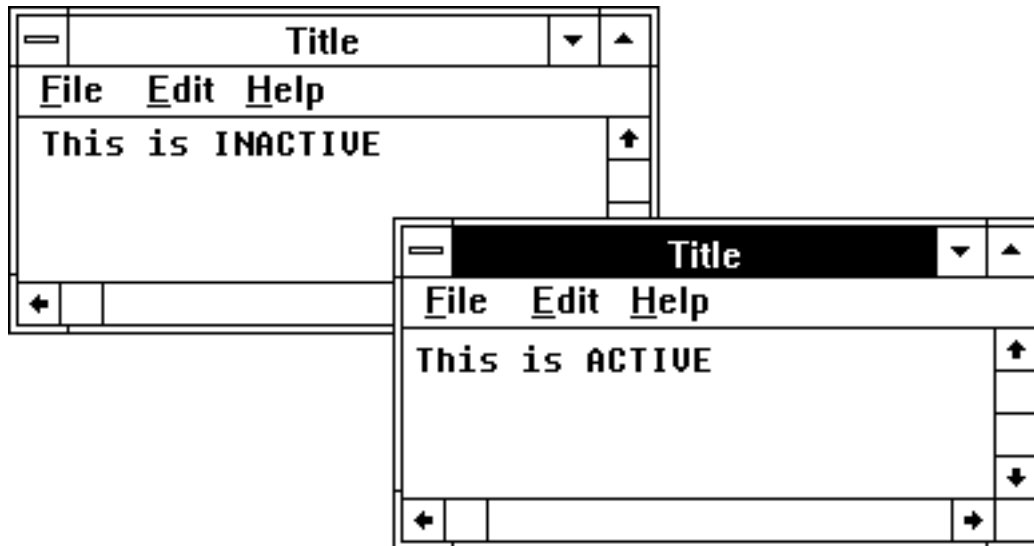 Title
File Edit Help
This is INACTIVE
Title
File Edit Help
This is ACTIVE